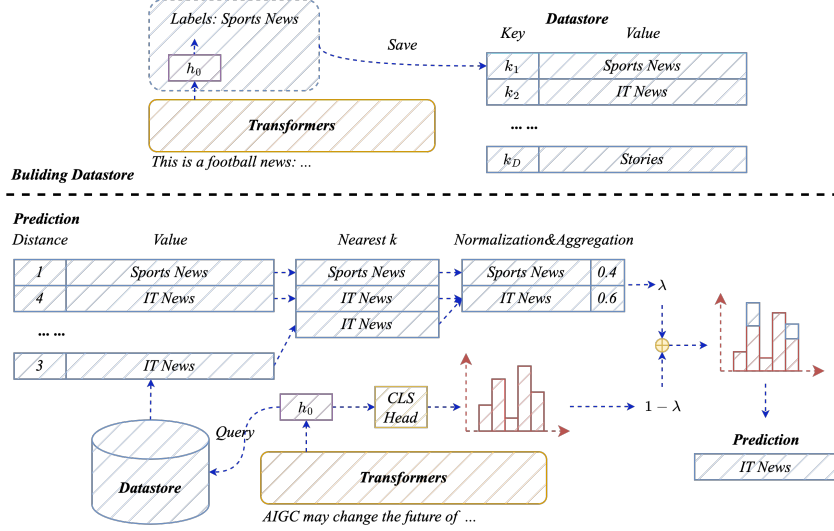 Labels: Sports News
h0
Transformers
This is a football news: ...
Buliding Datastore
Save
Datastore
Key Value
k1 Sports News
k2 IT News
... ...
kD Stories
Prediction
Distance Value Nearest k Normalization&Aggregation
1 Sports News Sports News Sports News 0.4
4 IT News IT News IT News 0.6
IT News
... ...
3 IT News
λ
1 − λ
h0
CLS
Head
Query
Datastore
Transformers
AIGC may change the future of ...
Prediction
IT News